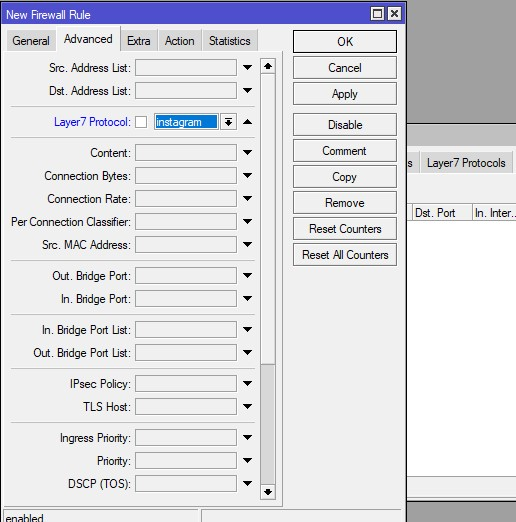 New Firewall Rule
General Advanced Extra Action Statistics
Src. Address List:
Dst. Address List:
Layer7 Protocol: instagram
Content:
Connection Bytes:
Connection Rate:
Per Connection Classifier:
Src. MAC Address:
Out. Bridge Port:
In. Bridge Port:
In. Bridge Port List:
Out. Bridge Port List:
IPsec Policy:
TLS Host:
Ingress Priority:
Priority:
DSCP (TOS):
enabled
OK
Cancel
Apply
Disable
Comment
Copy
Remove
Reset Counters
Reset All Counters
s Layer7 Protocols
Dst. Port In. Inter...